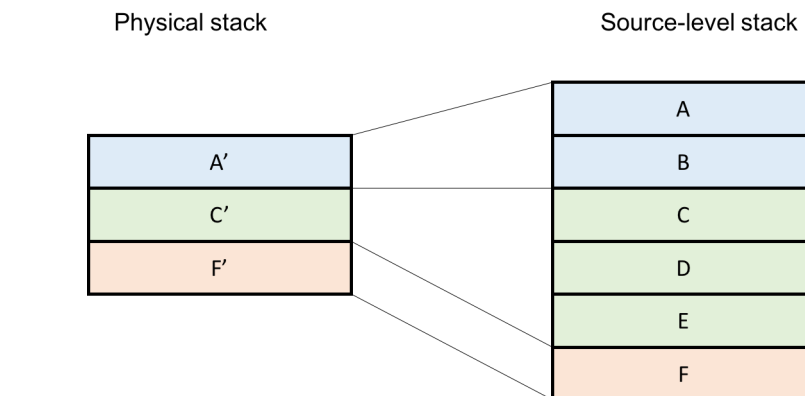 Physical stack
Source-level stack
A
A′
B
C′
C
F′
D
E
F